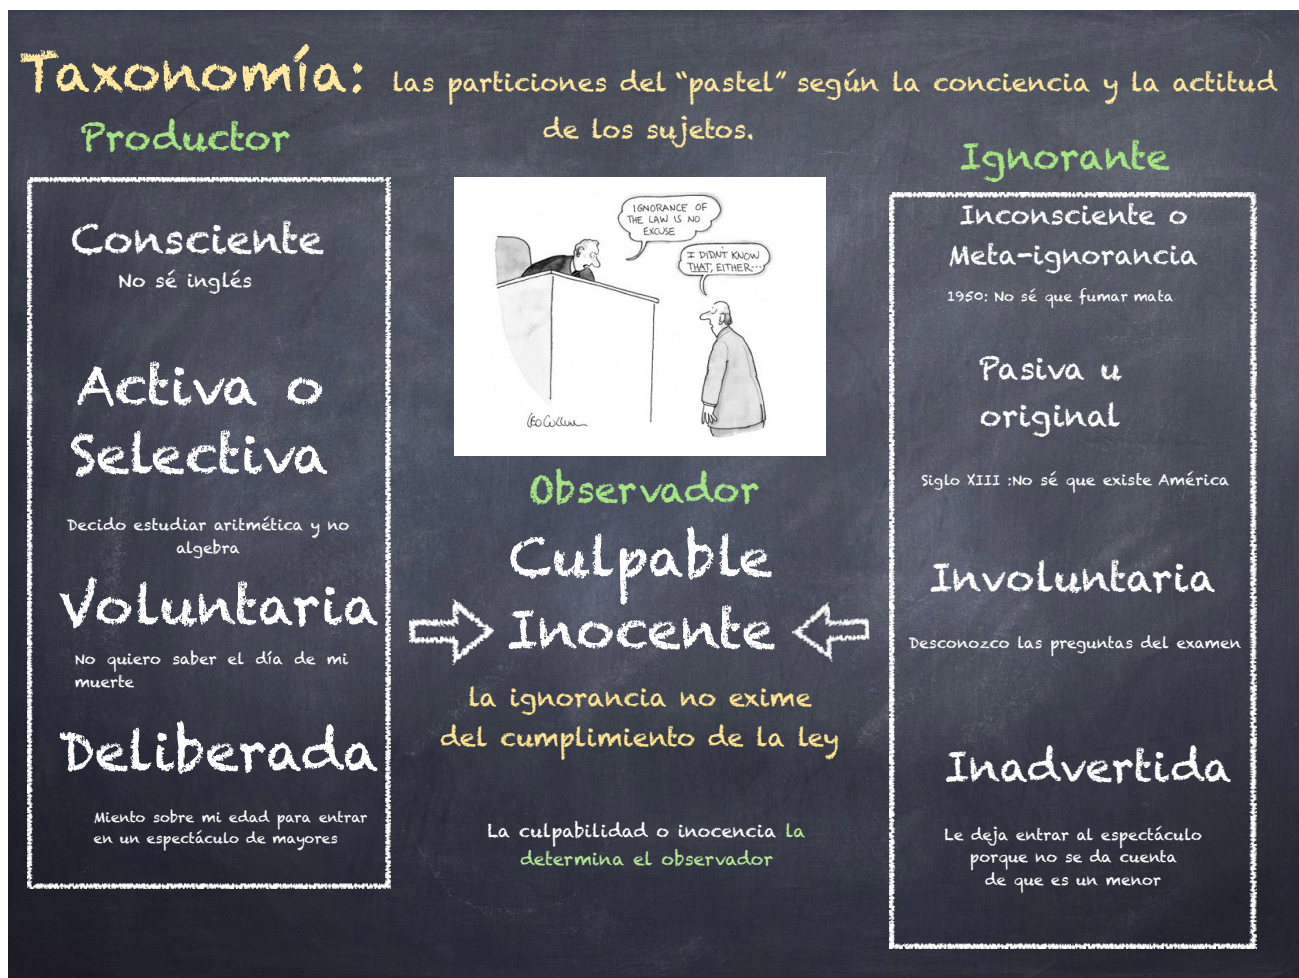 Taxonomía: las particiones del “pastel” según la conciencia y la actitud
de los sujetos.
Productor
Consciente
No sé inglés
Activa o
Selectiva
Decido estudiar aritmética y no
algebra
Voluntaria
No quiero saber el día de mi
muerte
Deliberada
Miento sobre mi edad para entrar
en un espectáculo de mayores
IGNORANCE OF
THE LAW IS NO
EXCUSE
I DIDN'T KNOW
THAT, EITHER...
Leo Cullum
Observador
Culpable
Inocente
la ignorancia no exime
del cumplimiento de la ley
La culpabilidad o inocencia la
determina el observador
Ignorante
Inconsciente o
Meta-ignorancia
1950: No sé que fumar mata
Pasiva u
original
Siglo XIII :No sé que existe América
Involuntaria
Desconozco las preguntas del examen
Inadvertida
Le deja entrar al espectáculo
porque no se da cuenta
de que es un menor